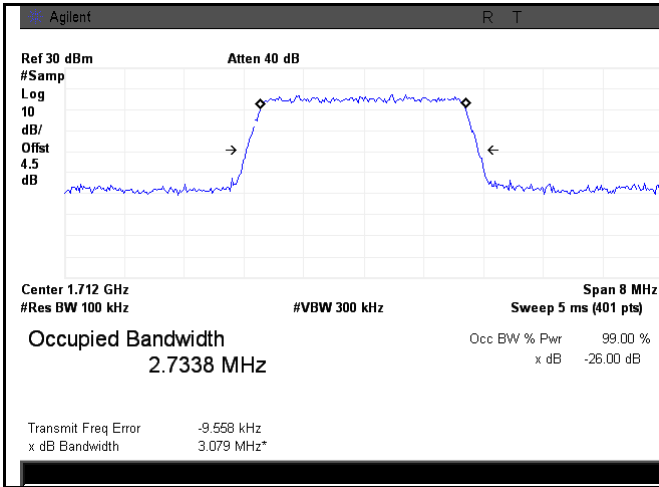 Agilent R T
Ref 30 dBm Atten 40 dB
#Samp
Log
10
dB/
Offst
4.5
dB
Center 1.712 GHz Span 8 MHz
#Res BW 100 kHz #VBW 300 kHz Sweep 5 ms (401 pts)
Occupied Bandwidth Occ BW % Pwr 99.00 %
2.7338 MHz x dB -26.00 dB
Transmit Freq Error -9.558 kHz
x dB Bandwidth 3.079 MHz*